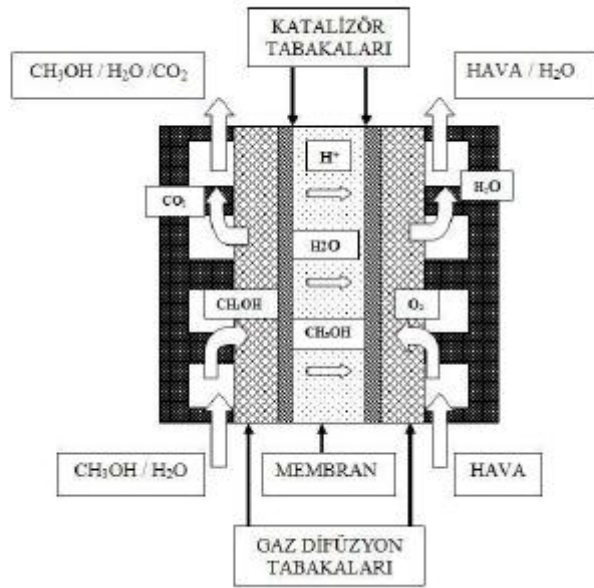 KATALİZÖR
TABAKALARI
CH₃OH / H₂O /CO₂
HAVA / H₂O
H⁺
CO₂
H₂O
H2O
CH₃OH
O₂
CH₃OH
CH₃OH / H₂O
MEMBRAN
HAVA
GAZ DİFÜZYON
TABAKALARI